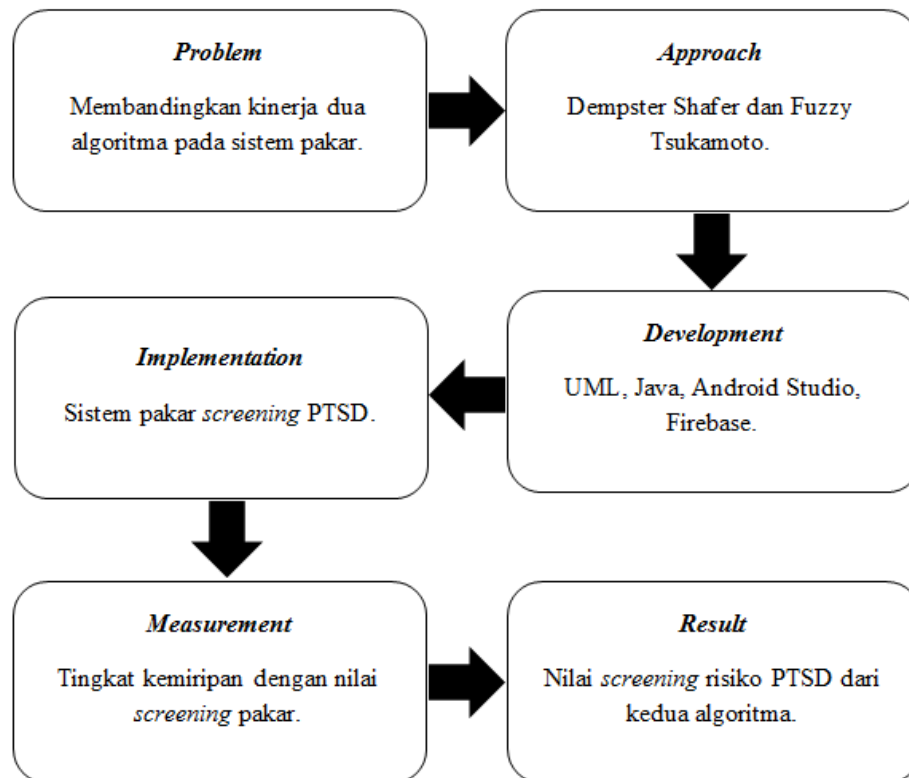 Problem
Membandingkan kinerja dua
algoritma pada sistem pakar.
Approach
Dempster Shafer dan Fuzzy
Tsukamoto.
Development
UML, Java, Android Studio,
Firebase.
Implementation
Sistem pakar screening PTSD.
Measurement
Tingkat kemiripan dengan nilai
screening pakar.
Result
Nilai screening risiko PTSD dari
kedua algoritma.